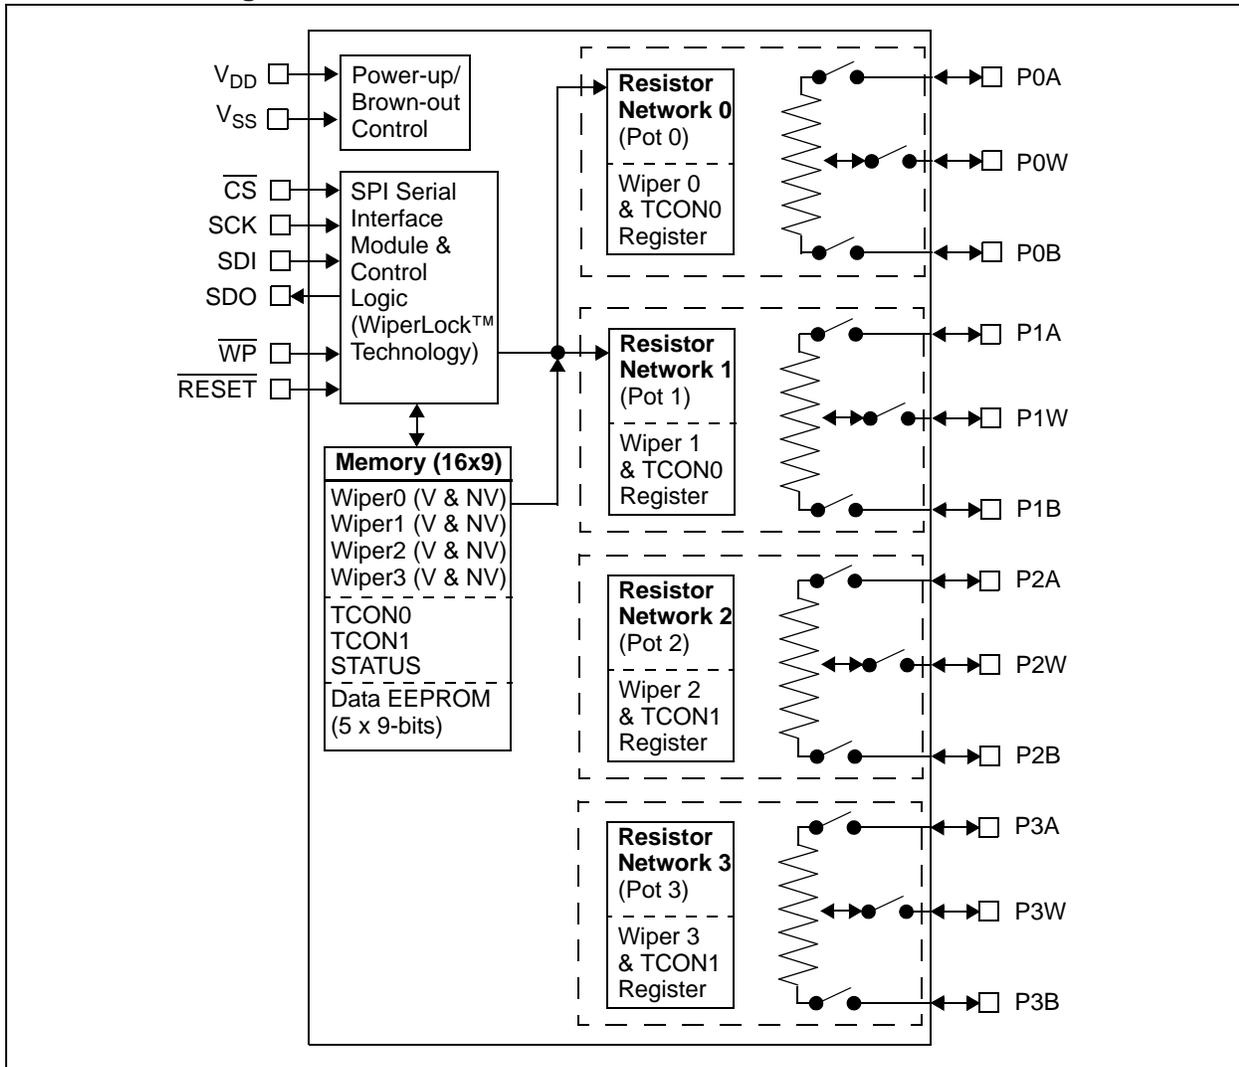 V_DD
V_SS
Power-up/
Brown-out
Control
CS
SCK
SDI
SDO
WP
RESET
SPI Serial
Interface
Module &
Control
Logic
(WiperLock™
Technology)
Memory (16x9)
Wiper0 (V & NV)
Wiper1 (V & NV)
Wiper2 (V & NV)
Wiper3 (V & NV)
TCON0
TCON1
STATUS
Data EEPROM
(5 x 9-bits)
Resistor
Network 0
(Pot 0)
Wiper 0
& TCON0
Register
P0A
P0W
P0B
Resistor
Network 1
(Pot 1)
Wiper 1
& TCON0
Register
P1A
P1W
P1B
Resistor
Network 2
(Pot 2)
Wiper 2
& TCON1
Register
P2A
P2W
P2B
Resistor
Network 3
(Pot 3)
Wiper 3
& TCON1
Register
P3A
P3W
P3B